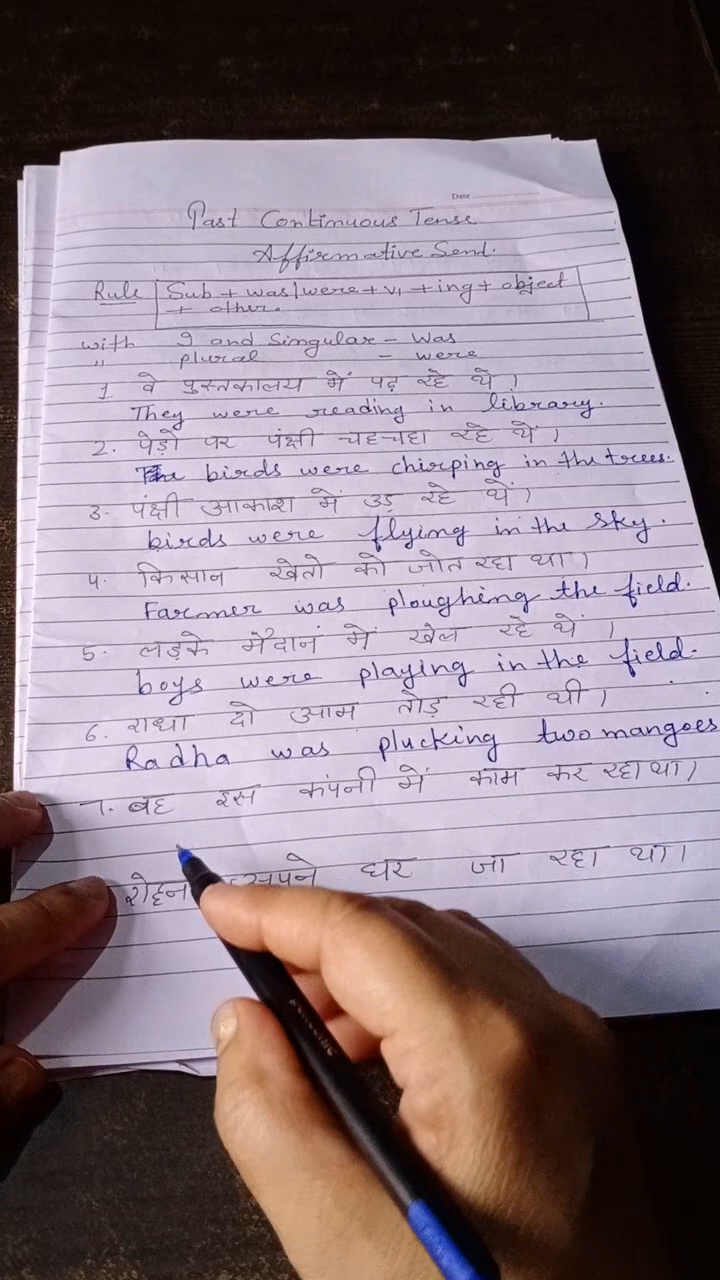 Date
Past Continuous Tense
Affirmative Send.
Rule Sub + was/were + v1 + ing + object
+ other.
with I and Singular - was
" plural - were
1 वे पुस्तकालय में पढ़ रहे थे।
They were reading in library.
2. पेड़ो पर पंक्षी चहचहा रहे थें।
The birds were chirping in the trees.
3- पंक्षी आकाश में उड़ रहे थें।
birds were flying in the sky.
4. किसान खेतो को जोत रहा था।
Farmer was ploughing the field.
5. लड़के मैदानं में खेल रहे थें।
boys were playing in the field.
6. राधा दो आम तोड़ रही थी।
Radha was plucking two mangoes
7. बह इस कंपनी में काम कर रहा था।
रोहन अपने घर जा रहा था।